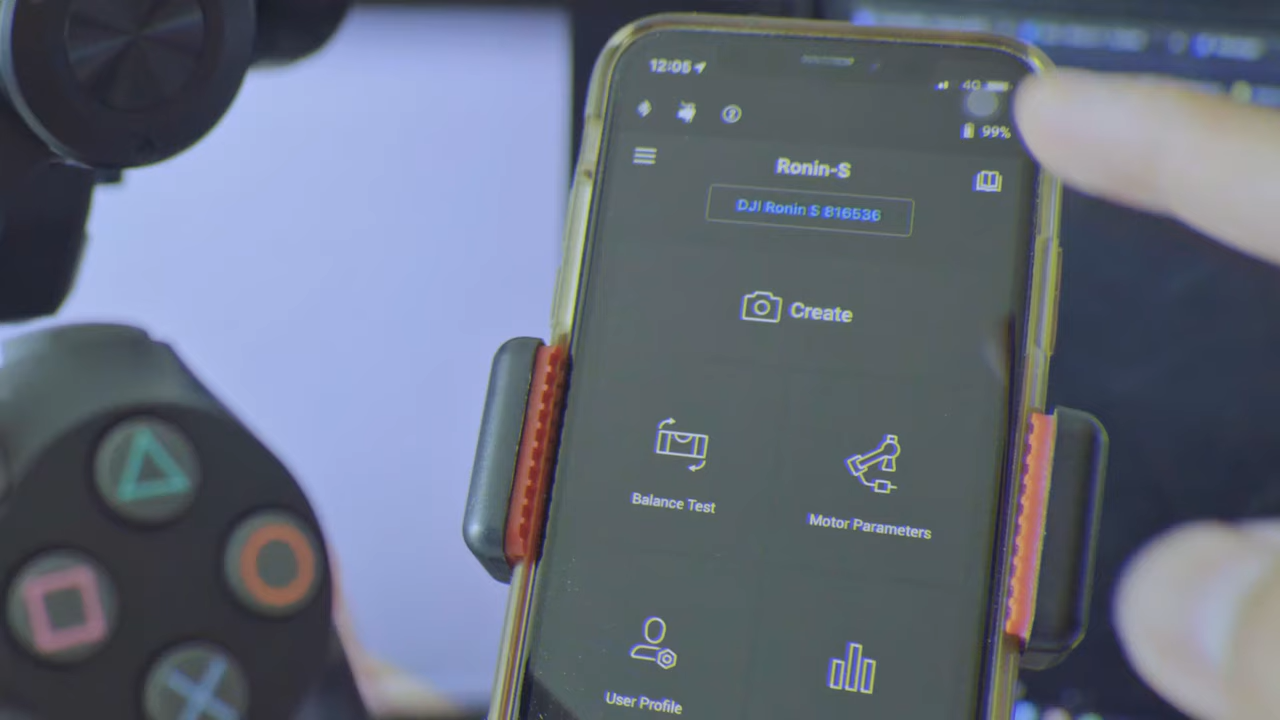 12:05
4G
99%
Ronin-S
DJI Ronin S 816536
Create
Balance Test
Motor Parameters
User Profile